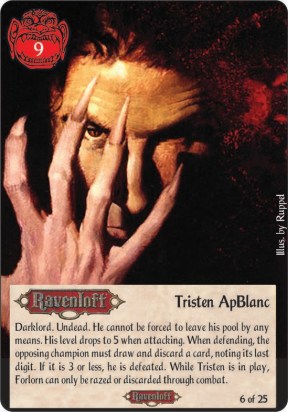 9
Illus. by Ruppd
Ravenloft
Tristen ApBlanc
Darklord. Undead. He cannot be forced to leave his pool by any
means. His level drops to 5 when attacking. When defending, the
opposing champion must draw and discard a card, noting its last
digit. If it is 3 or less, he is defeated. While Tristen is in play,
Forlorn can only be razed or discarded through combat.
Ravenloft
6 of 25